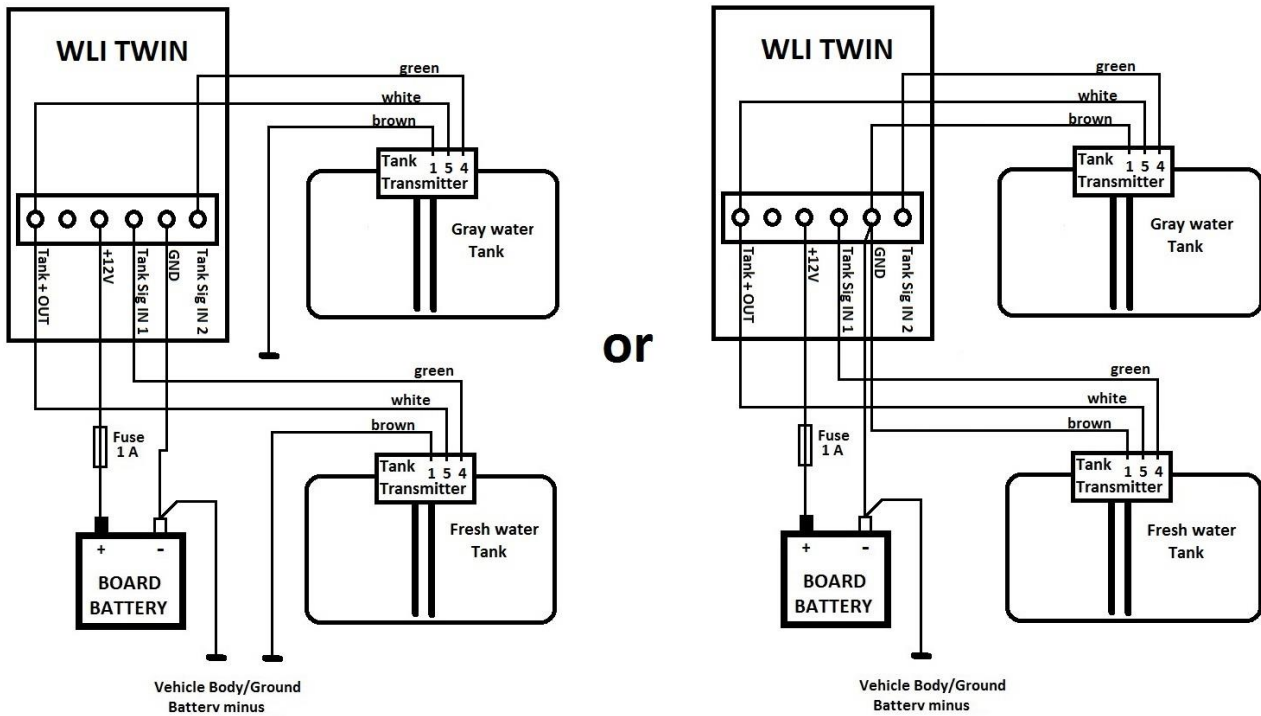 WLI TWIN
green
white
brown
Tank 1 5 4
Transmitter
Gray water
Tank
Tank + OUT
+12V
Tank Sig IN 1
GND
Tank Sig IN 2
green
white
brown
Fuse
1 A
Tank 1 5 4
Transmitter
Fresh water
Tank
+ -
BOARD
BATTERY
Vehicle Body/Ground
Battery minus
or
WLI TWIN
green
white
brown
Tank 1 5 4
Transmitter
Gray water
Tank
Tank + OUT
+12V
Tank Sig IN 1
GND
Tank Sig IN 2
green
white
brown
Fuse
1 A
Tank 1 5 4
Transmitter
Fresh water
Tank
+ -
BOARD
BATTERY
Vehicle Body/Ground
Battery minus